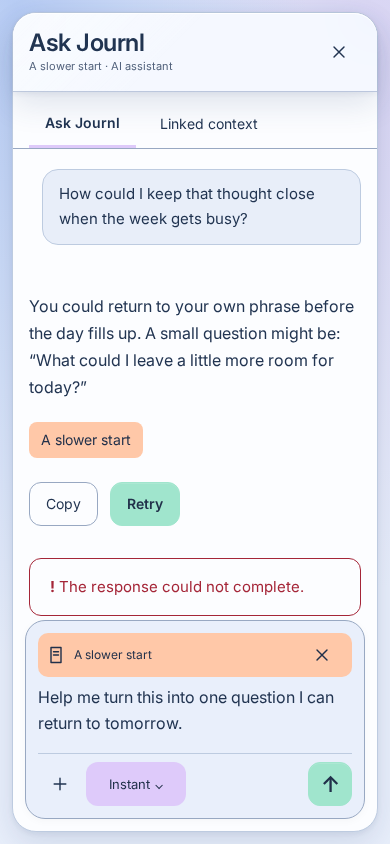 Ask Journl
A slower start · AI assistant
Ask Journl
Linked context
How could I keep that thought close
when the week gets busy?
You could return to your own phrase before
the day fills up. A small question might be:
“What could I leave a little more room for
today?”
A slower start
Copy
Retry
! The response could not complete.
A slower start
Help me turn this into one question I can
return to tomorrow.
Instant